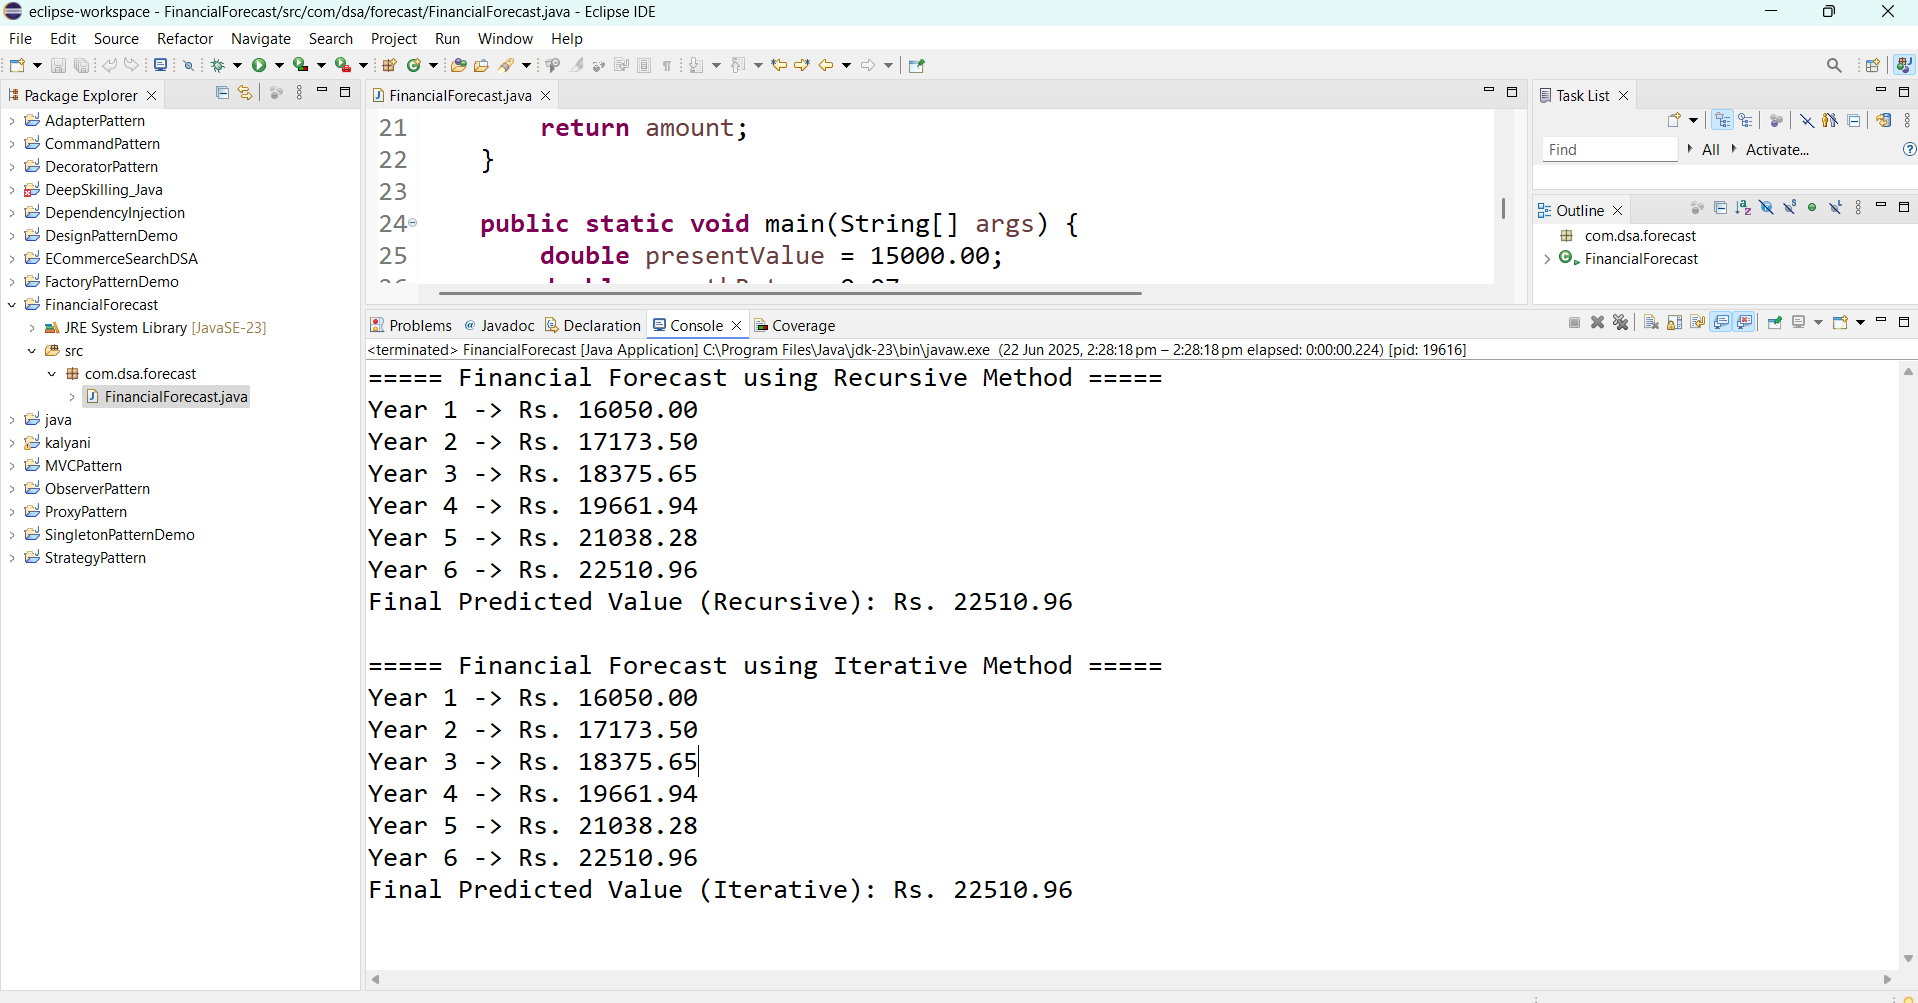 eclipse-workspace - FinancialForecast/src/com/dsa/forecast/FinancialForecast.java - Eclipse IDE
File Edit Source Refactor Navigate Search Project Run Window Help
Package Explorer
AdapterPattern
CommandPattern
DecoratorPattern
DeepSkilling_Java
DependencyInjection
DesignPatternDemo
ECommerceSearchDSA
FactoryPatternDemo
FinancialForecast
JRE System Library [JavaSE-23]
src
com.dsa.forecast
FinancialForecast.java
java
kalyani
MVCPattern
ObserverPattern
ProxyPattern
SingletonPatternDemo
StrategyPattern
FinancialForecast.java
21 return amount;
22 }
23
24 public static void main(String[] args) {
25 double presentValue = 15000.00;
Task List
Find All Activate...
Outline
com.dsa.forecast
FinancialForecast
Problems Javadoc Declaration Console Coverage
<terminated> FinancialForecast [Java Application] C:\Program Files\Java\jdk-23\bin\javaw.exe (22 Jun 2025, 2:28:18 pm – 2:28:18 pm elapsed: 0:00:00.224) [pid: 19616]
===== Financial Forecast using Recursive Method =====
Year 1 -> Rs. 16050.00
Year 2 -> Rs. 17173.50
Year 3 -> Rs. 18375.65
Year 4 -> Rs. 19661.94
Year 5 -> Rs. 21038.28
Year 6 -> Rs. 22510.96
Final Predicted Value (Recursive): Rs. 22510.96
===== Financial Forecast using Iterative Method =====
Year 1 -> Rs. 16050.00
Year 2 -> Rs. 17173.50
Year 3 -> Rs. 18375.65
Year 4 -> Rs. 19661.94
Year 5 -> Rs. 21038.28
Year 6 -> Rs. 22510.96
Final Predicted Value (Iterative): Rs. 22510.96